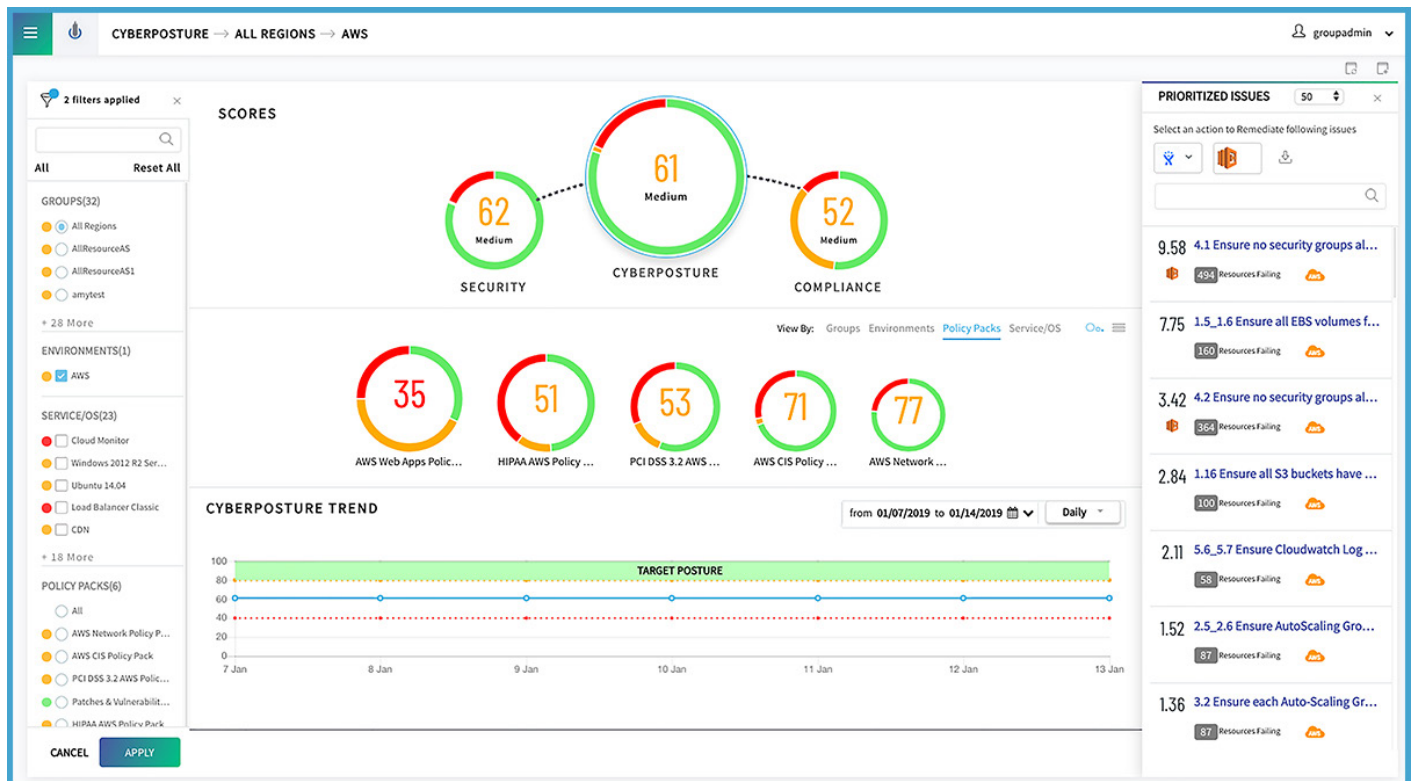 CYBERPOSTURE → ALL REGIONS → AWS
groupadmin
2 filters applied
All Reset All
GROUPS(32)
All Regions
AllResourceAS
AllResourceAS1
amytest
+ 28 More
ENVIRONMENTS(1)
AWS
SERVICE/OS(23)
Cloud Monitor
Windows 2012 R2 Ser...
Ubuntu 14.04
Load Balancer Classic
CDN
+ 18 More
POLICY PACKS(6)
All
AWS Network Policy P...
AWS CIS Policy Pack
PCI DSS 3.2 AWS Polic...
Patches & Vulnerabilit...
HIPAA AWS Policy Pack
CANCEL APPLY
SCORES
62
Medium
SECURITY
61
Medium
CYBERPOSTURE
52
Medium
COMPLIANCE
View By: Groups Environments Policy Packs Service/OS
35 51 53 71 77
AWS Web Apps Polic... HIPAA AWS Policy ... PCI DSS 3.2 AWS ... AWS CIS Policy ... AWS Network ...
CYBERPOSTURE TREND
from 01/07/2019 to 01/14/2019 Daily
100
80
60
40
20
0
TARGET POSTURE
7 Jan 8 Jan 9 Jan 10 Jan 11 Jan 12 Jan 13 Jan
PRIORITIZED ISSUES 50
Select an action to Remediate following issues
9.58 4.1 Ensure no security groups al...
494 Resources Failing AWS
7.75 1.5_1.6 Ensure all EBS volumes f...
160 Resources Failing AWS
3.42 4.2 Ensure no security groups al...
364 Resources Failing AWS
2.84 1.16 Ensure all S3 buckets have ...
100 Resources Failing AWS
2.11 5.6_5.7 Ensure Cloudwatch Log ...
58 Resources Failing AWS
1.52 2.5_2.6 Ensure AutoScaling Gro...
87 Resources Failing AWS
1.36 3.2 Ensure each Auto-Scaling Gr...
87 Resources Failing AWS